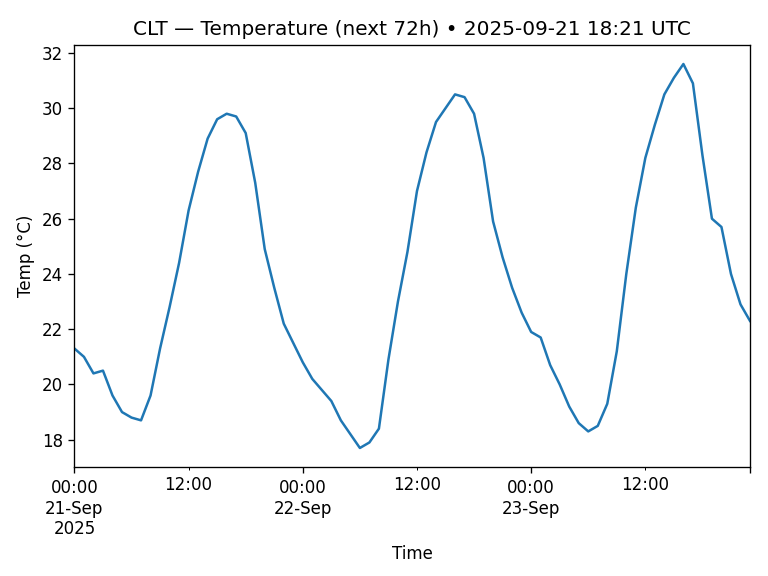 CLT — Temperature (next 72h) • 2025-09-21 18:21 UTC
32
30
28
26
24
22
20
18
Temp (°C)
00:00 12:00 00:00 12:00 00:00 12:00
21-Sep 22-Sep 23-Sep
2025
Time